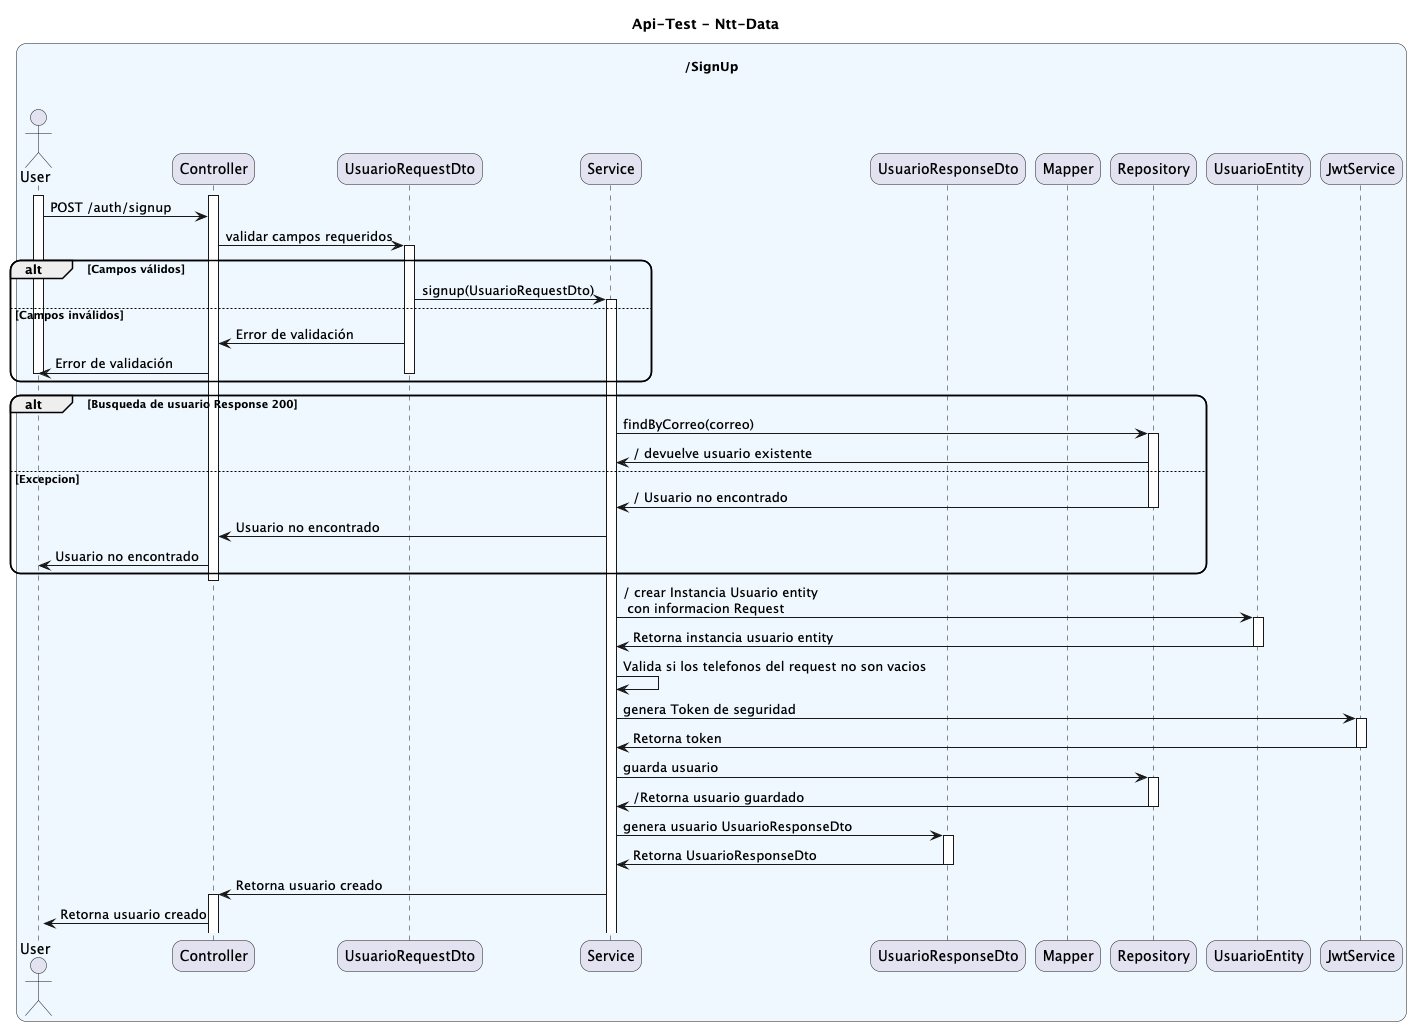 Api-Test - Ntt-Data
/SignUp
User
Controller
UsuarioRequestDto
Service
UsuarioResponseDto
Mapper
Repository
UsuarioEntity
JwtService
POST /auth/signup
validar campos requeridos
alt
[Campos válidos]
signup(UsuarioRequestDto)
[Campos inválidos]
Error de validación
Error de validación
alt
[Busqueda de usuario Response 200]
findByCorreo(correo)
/ devuelve usuario existente
[Excepcion]
/ Usuario no encontrado
Usuario no encontrado
Usuario no encontrado
/ crear Instancia Usuario entity
con informacion Request
Retorna instancia usuario entity
Valida si los telefonos del request no son vacios
genera Token de seguridad
Retorna token
guarda usuario
/Retorna usuario guardado
genera usuario UsuarioResponseDto
Retorna UsuarioResponseDto
Retorna usuario creado
Retorna usuario creado
User
Controller
UsuarioRequestDto
Service
UsuarioResponseDto
Mapper
Repository
UsuarioEntity
JwtService